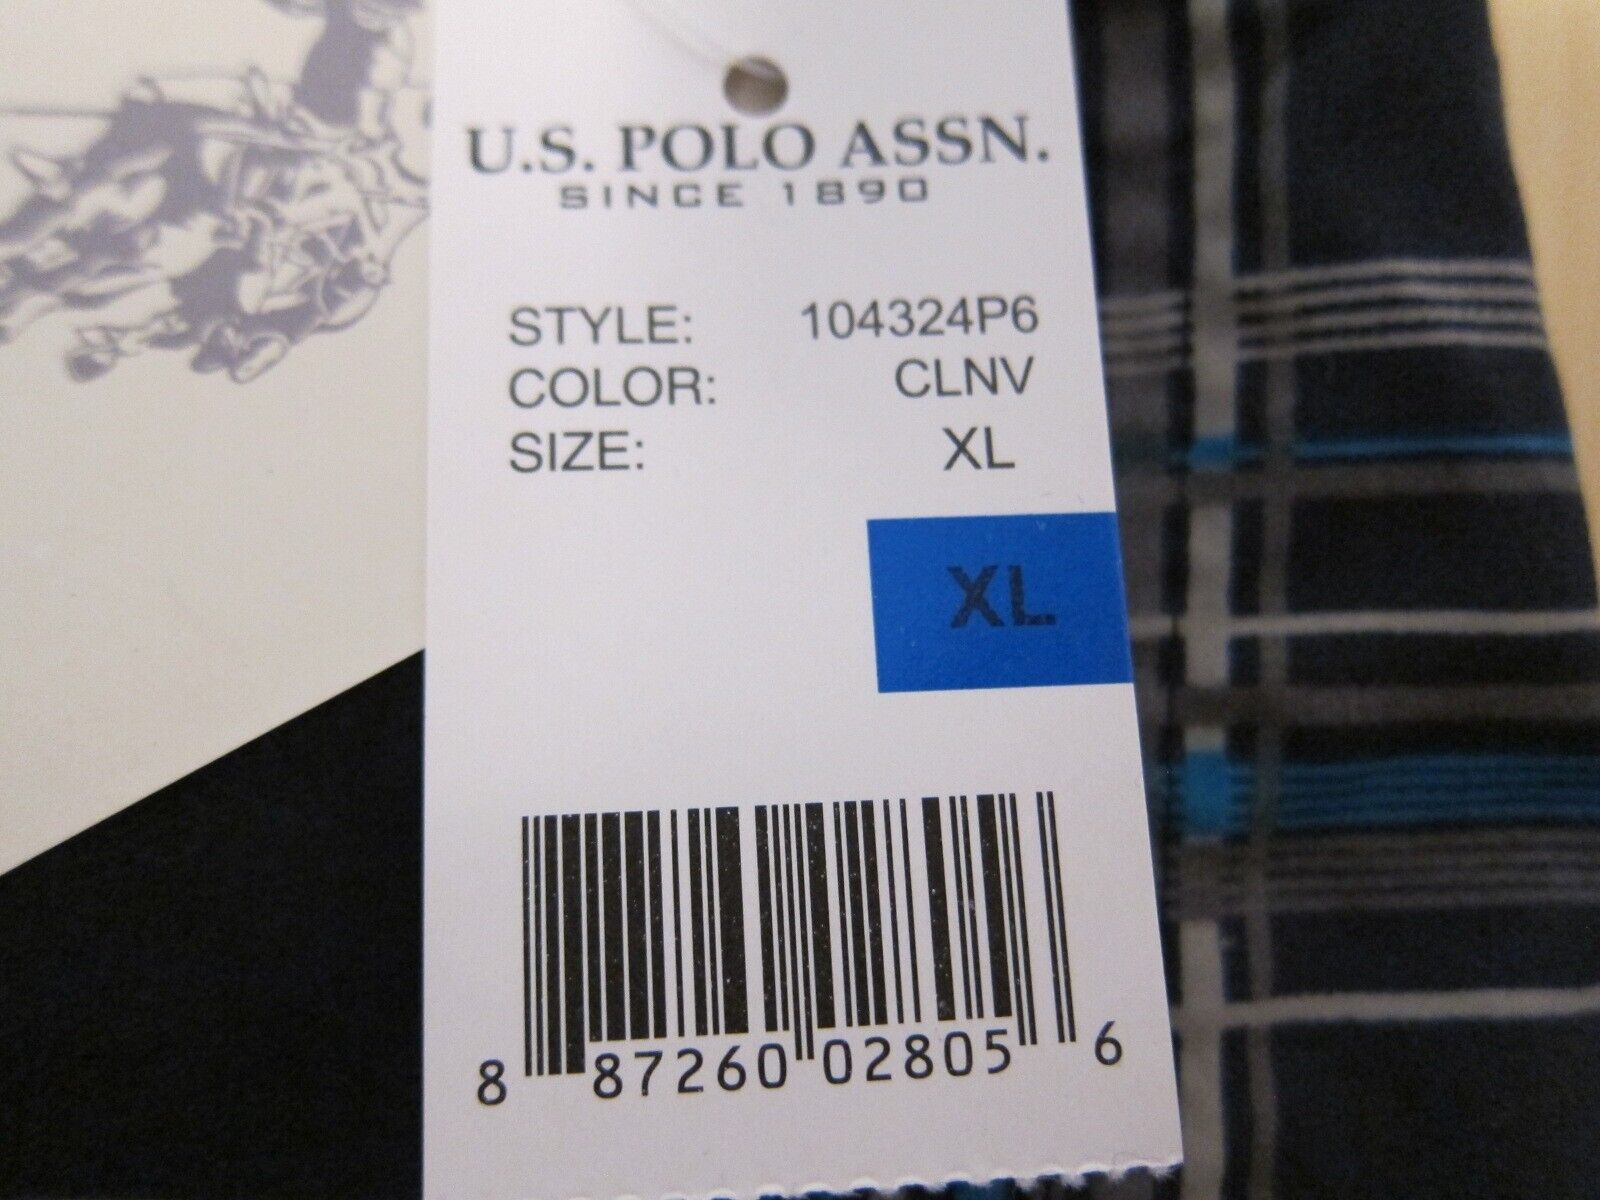 U.S. POLO ASSN.
SINCE 1890
STYLE: 104324P6
COLOR: CLNV
SIZE: XL
XL
8 87260 02805 6